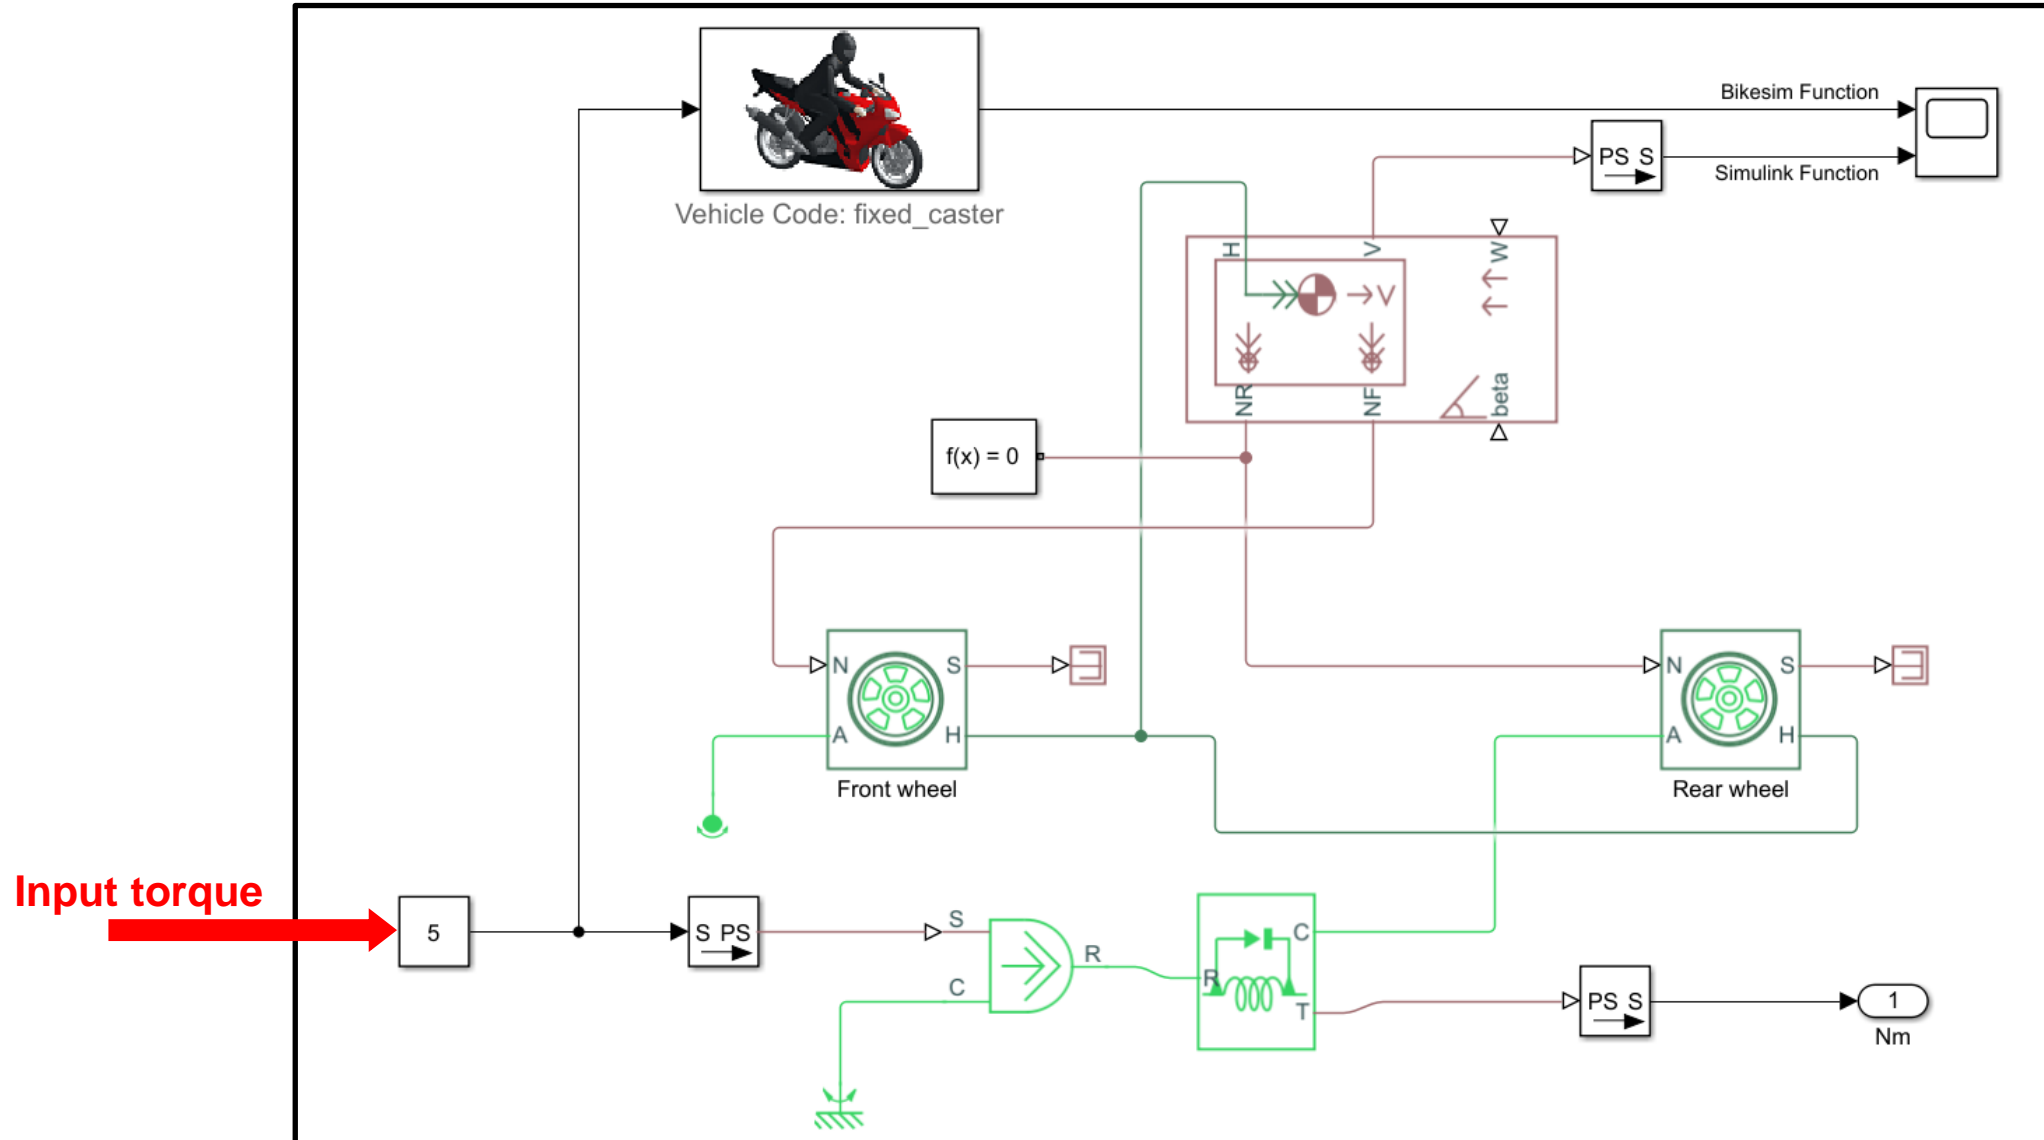 Bikesim Function
PS S
Simulink Function
Vehicle Code: fixed_caster
H
V
W
V
NR
NF
beta
f(x) = 0
N
S
A
H
Front wheel
N
S
A
H
Rear wheel
Input torque
5
S PS
S
C
R
R
C
T
PS S
1
Nm